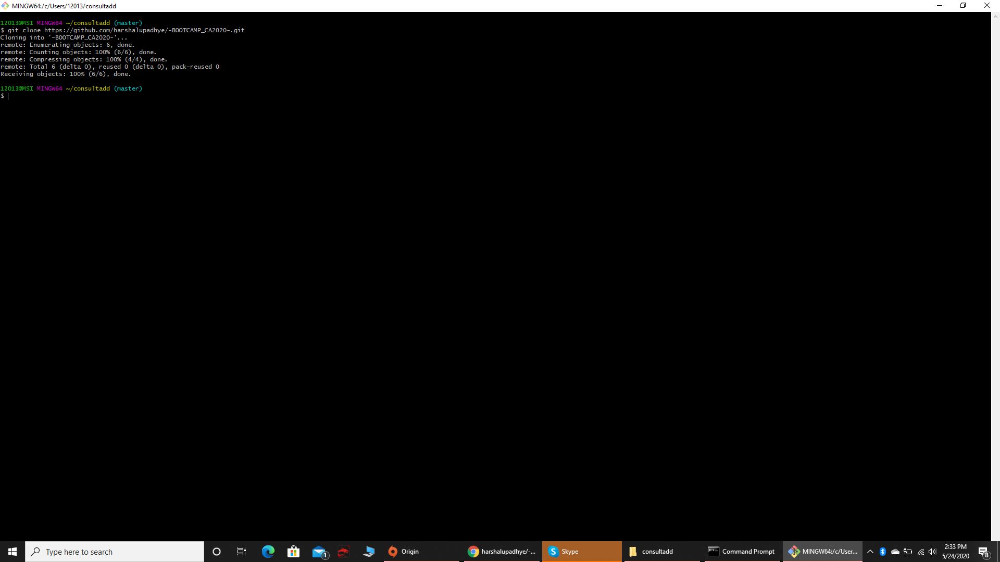 MINGW64:/c/Users/12013/consultadd
12013@MSI MINGW64 ~/consultadd (master)
$ git clone https://github.com/harshalupadhye/-BOOTCAMP_CA2020-.git
Cloning into '-BOOTCAMP_CA2020-'...
remote: Enumerating objects: 6, done.
remote: Counting objects: 100% (6/6), done.
remote: Compressing objects: 100% (4/4), done.
remote: Total 6 (delta 0), reused 0 (delta 0), pack-reused 0
Receiving objects: 100% (6/6), done.
12013@MSI MINGW64 ~/consultadd (master)
$
Type here to search
1
Origin
harshalupadhye/-...
Skype
consultadd
Command Prompt
MINGW64:/c/User...
2:33 PM
5/24/2020
8